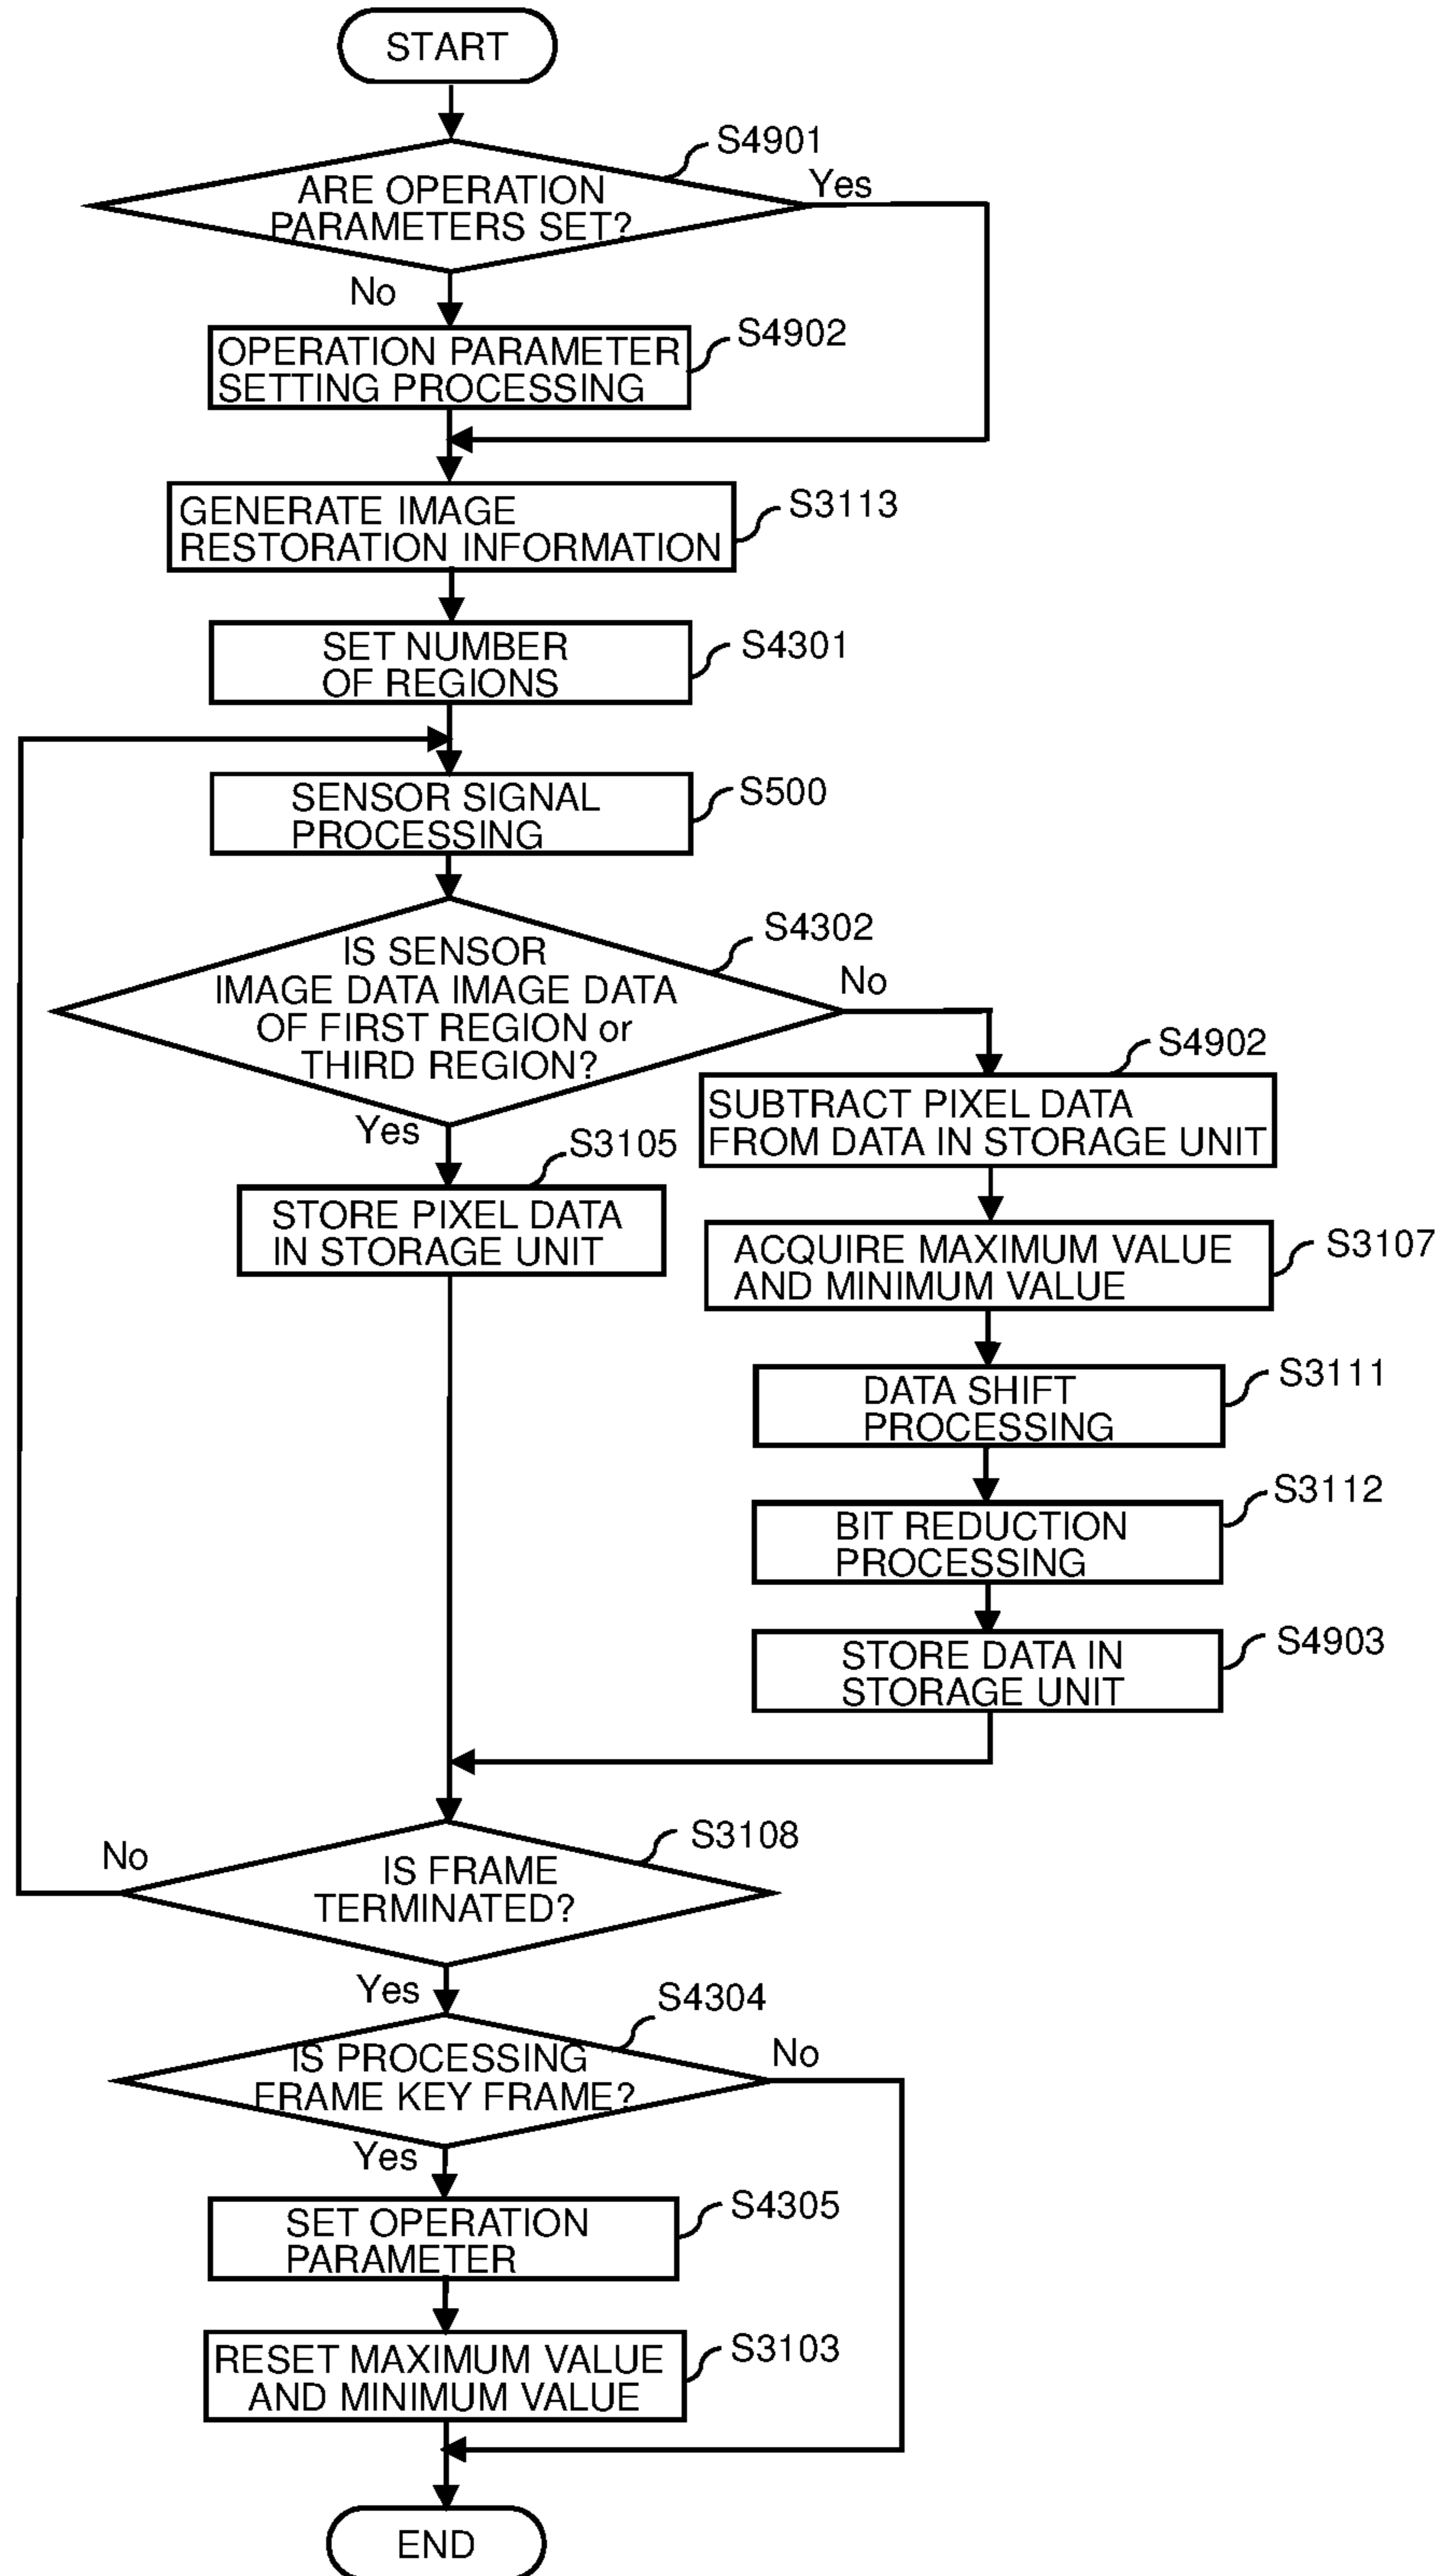 START
S4901
ARE OPERATION
PARAMETERS SET?
Yes
No
S4902
OPERATION PARAMETER
SETTING PROCESSING
S3113
GENERATE IMAGE
RESTORATION INFORMATION
S4301
SET NUMBER
OF REGIONS
S500
SENSOR SIGNAL
PROCESSING
S4302
IS SENSOR
IMAGE DATA IMAGE DATA
OF FIRST REGION or
THIRD REGION?
No
Yes
S4902
SUBTRACT PIXEL DATA
FROM DATA IN STORAGE UNIT
S3105
STORE PIXEL DATA
IN STORAGE UNIT
S3107
ACQUIRE MAXIMUM VALUE
AND MINIMUM VALUE
S3111
DATA SHIFT
PROCESSING
S3112
BIT REDUCTION
PROCESSING
S4903
STORE DATA IN
STORAGE UNIT
S3108
No
IS FRAME
TERMINATED?
Yes
S4304
IS PROCESSING
FRAME KEY FRAME?
No
Yes
S4305
SET OPERATION
PARAMETER
S3103
RESET MAXIMUM VALUE
AND MINIMUM VALUE
END